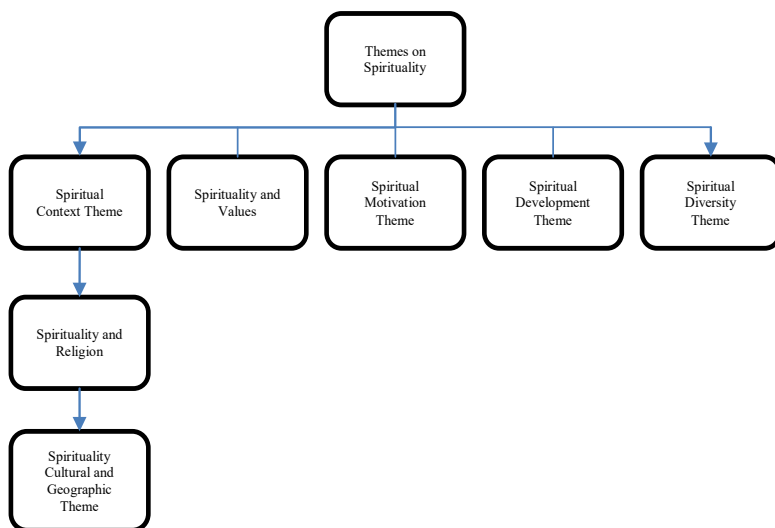 Themes on
Spirituality
Spiritual
Context Theme
Spirituality and
Values
Spiritual
Motivation
Theme
Spiritual
Development
Theme
Spiritual
Diversity
Theme
Spirituality and
Religion
Spirituality
Cultural and
Geographic
Theme